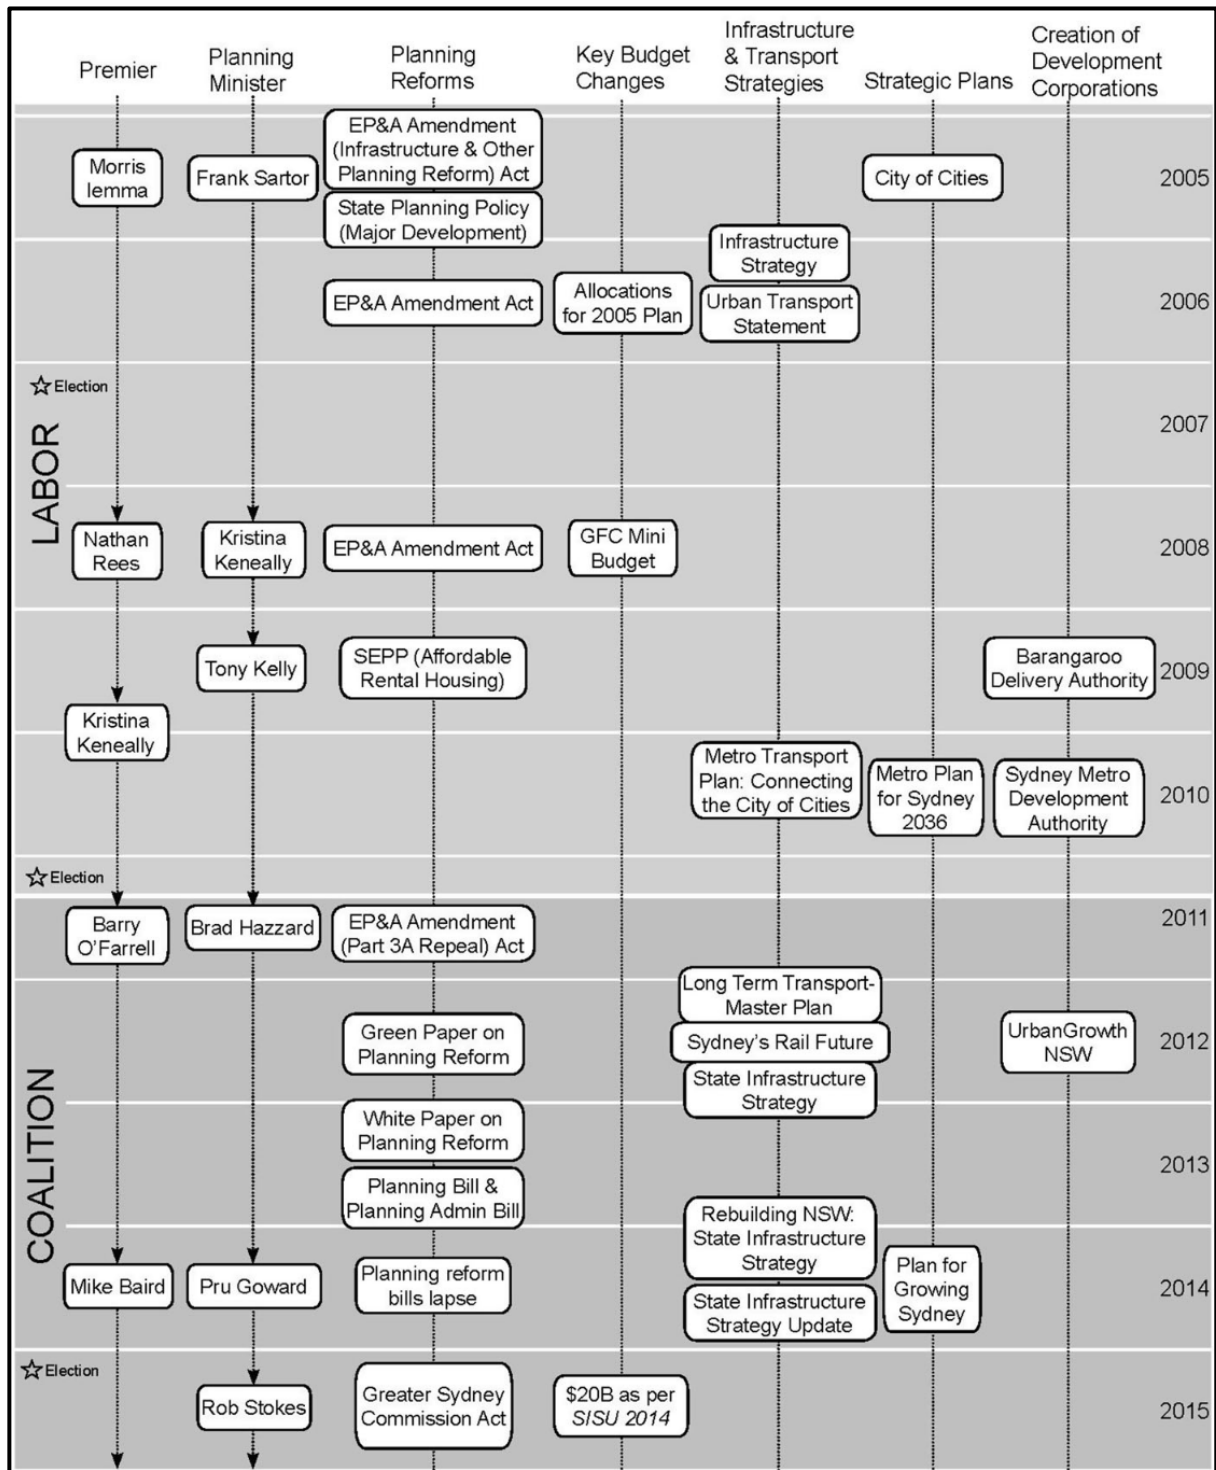 Premier
Planning
Minister
Planning
Reforms
Key Budget
Changes
Infrastructure
& Transport
Strategies
Strategic Plans
Creation of
Development
Corporations
Morris
Iemma
Frank Sartor
EP&A Amendment
(Infrastructure & Other
Planning Reform) Act
State Planning Policy
(Major Development)
City of Cities
2005
EP&A Amendment Act
Allocations
for 2005 Plan
Infrastructure
Strategy
Urban Transport
Statement
2006
☆ Election
2007
LABOR
Nathan
Rees
Kristina
Keneally
EP&A Amendment Act
GFC Mini
Budget
2008
Tony Kelly
SEPP (Affordable
Rental Housing)
Barangaroo
Delivery Authority
2009
Kristina
Keneally
Metro Transport
Plan: Connecting
the City of Cities
Metro Plan
for Sydney
2036
Sydney Metro
Development
Authority
2010
☆ Election
Barry
O'Farrell
Brad Hazzard
EP&A Amendment
(Part 3A Repeal) Act
2011
Long Term Transport-
Master Plan
Green Paper on
Planning Reform
Sydney's Rail Future
State Infrastructure
Strategy
UrbanGrowth
NSW
2012
COALITION
White Paper on
Planning Reform
Planning Bill &
Planning Admin Bill
2013
Rebuilding NSW:
State Infrastructure
Strategy
Mike Baird
Pru Goward
Planning reform
bills lapse
State Infrastructure
Strategy Update
Plan for
Growing
Sydney
2014
☆ Election
Rob Stokes
Greater Sydney
Commission Act
$20B as per
SISU 2014
2015